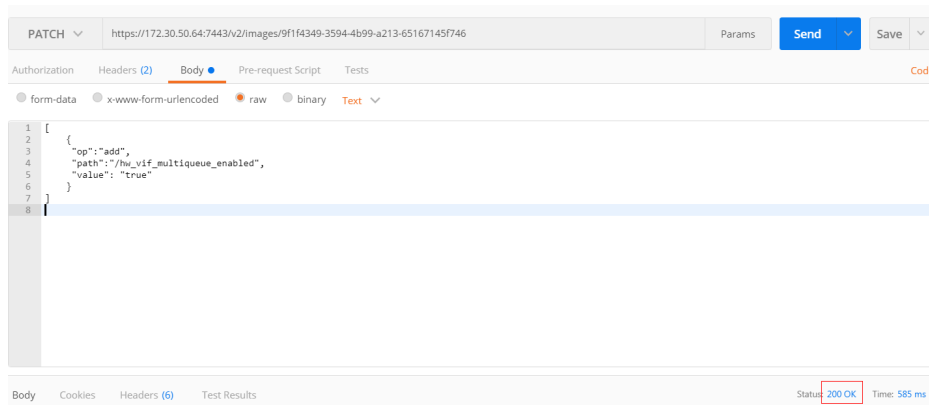 PATCH https://172.30.50.64:7443/v2/images/9f1f4349-3594-4b99-a213-65167145f746 Params Send Save
Authorization Headers (2) Body Pre-request Script Tests Cod
form-data x-www-form-urlencoded raw binary Text
1 [
2 {
3 "op":"add",
4 "path":"/hw_vif_multiqueue_enabled",
5 "value": "true"
6 }
7 ]
8
Body Cookies Headers (6) Test Results Status: 200 OK Time: 585 ms